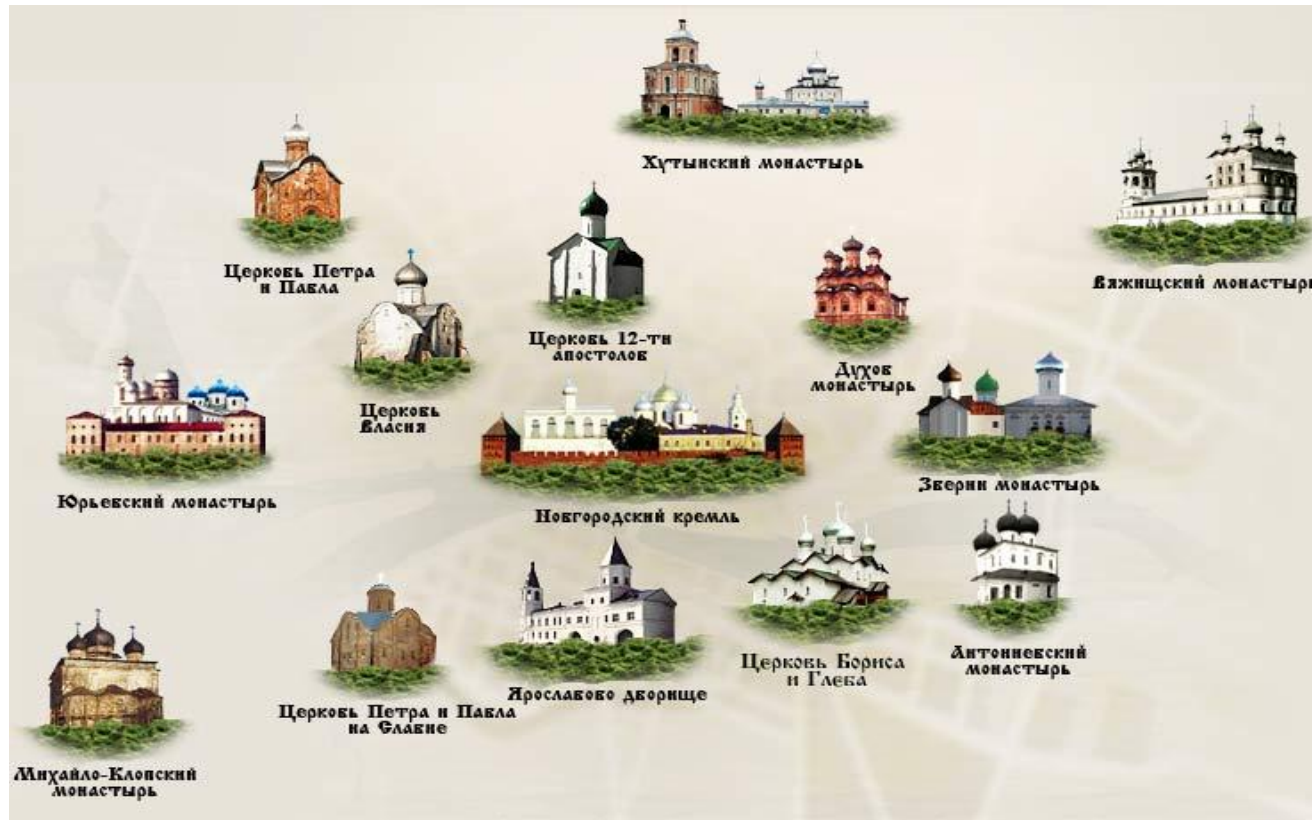 Хутынский монастырь
Церковь Петра
и Павла
Вяжищский монастырь
Церковь 12-ти
апостолов
Духов
монастырь
Церковь
Власия
Юрьевский монастырь
Зверин монастырь
Новгородский кремль
Церковь Бориса
и Глеба
Антониевский
монастырь
Ярославово дворище
Церковь Петра и Павла
на Славне
Михайло-Клопский
монастырь